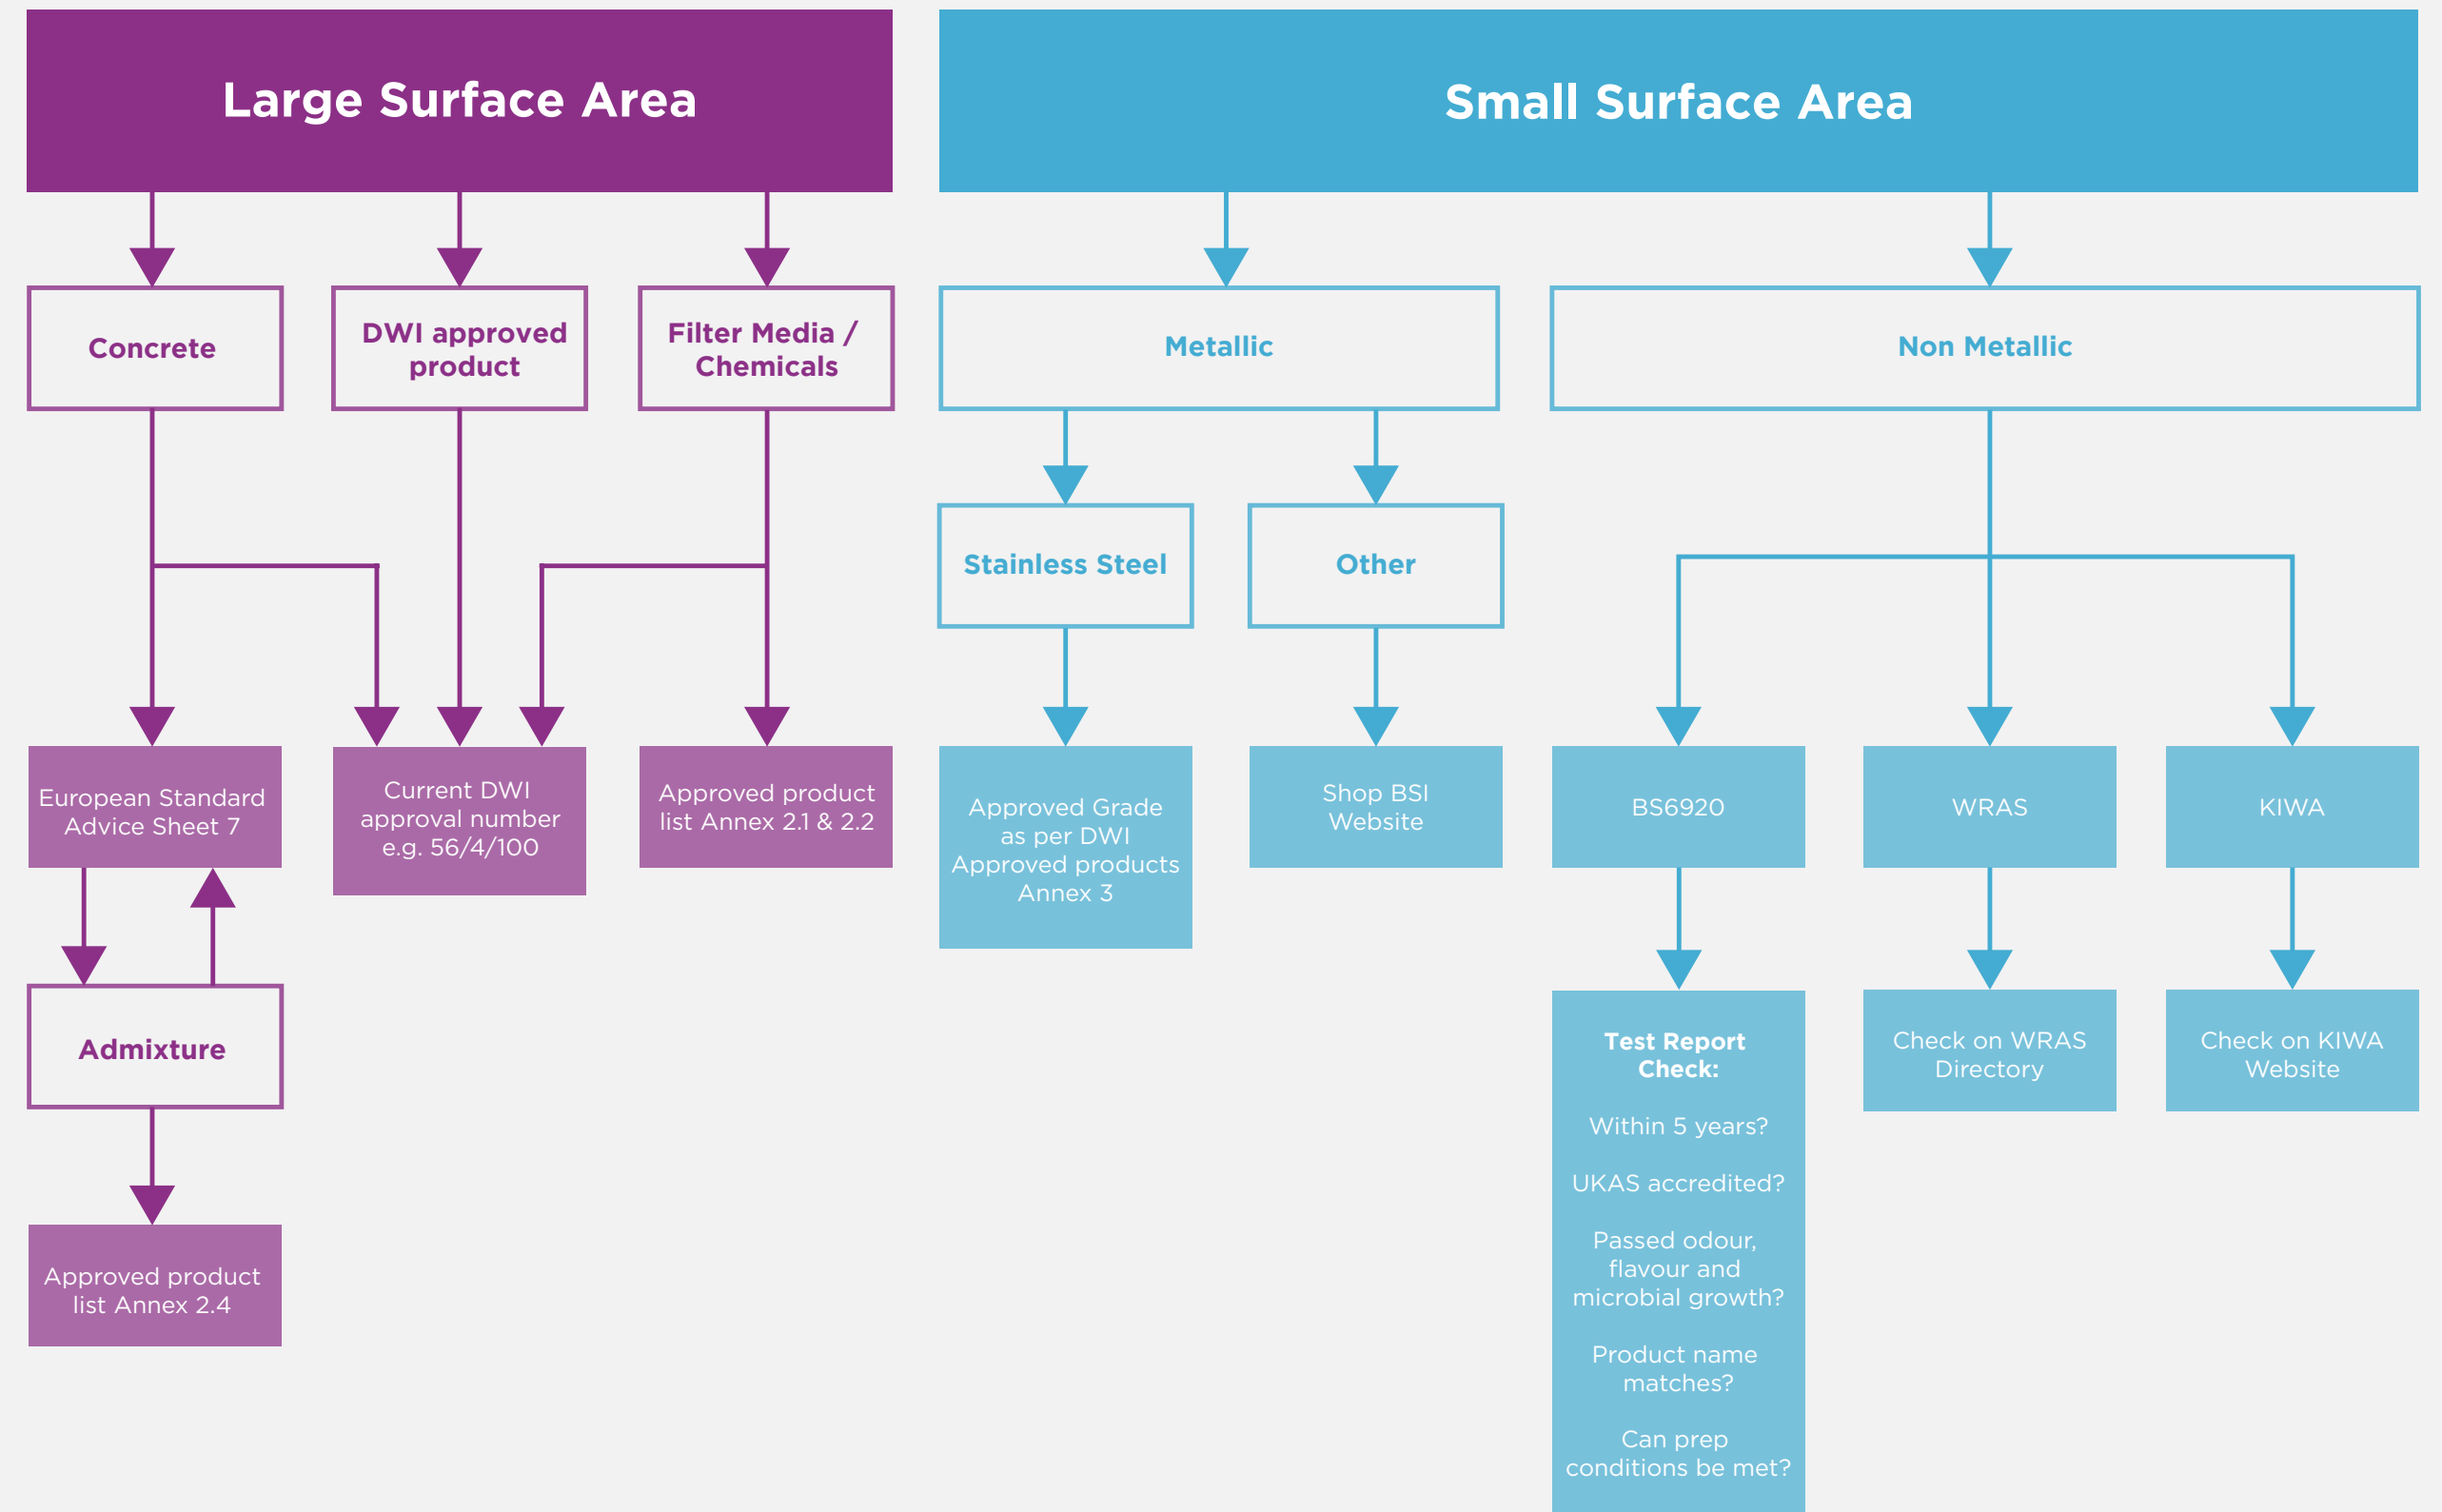 Large Surface Area
Small Surface Area
Concrete
DWI approved
product
Filter Media /
Chemicals
Metallic
Non Metallic
Stainless Steel
Other
European Standard
Advice Sheet 7
Current DWI
approval number
e.g. 56/4/100
Approved product
list Annex 2.1 & 2.2
Approved Grade
as per DWI
Approved products
Annex 3
Shop BSI
Website
BS6920
WRAS
KIWA
Admixture
Approved product
list Annex 2.4
Test Report
Check:
Within 5 years?
UKAS accredited?
Passed odour,
flavour and
microbial growth?
Product name
matches?
Can prep
conditions be met?
Check on WRAS
Directory
Check on KIWA
Website